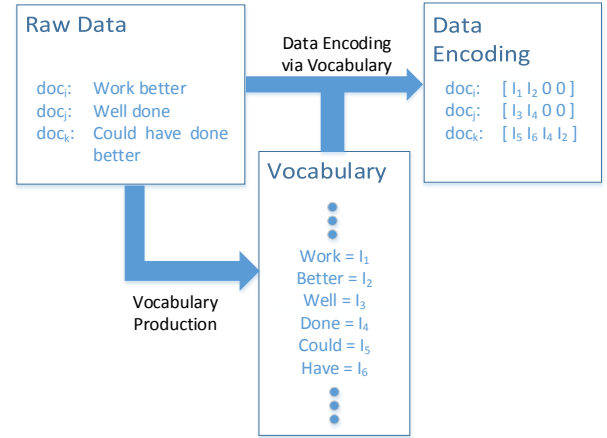 Raw Data
docᵢ: Work better
docⱼ: Well done
docₖ: Could have done
better
Data Encoding
via Vocabulary
Data
Encoding
docᵢ: [ I₁ I₂ 0 0 ]
docⱼ: [ I₃ I₄ 0 0 ]
docₖ: [ I₅ I₆ I₄ I₂ ]
Vocabulary
Work = I₁
Better = I₂
Well = I₃
Done = I₄
Could = I₅
Have = I₆
Vocabulary
Production